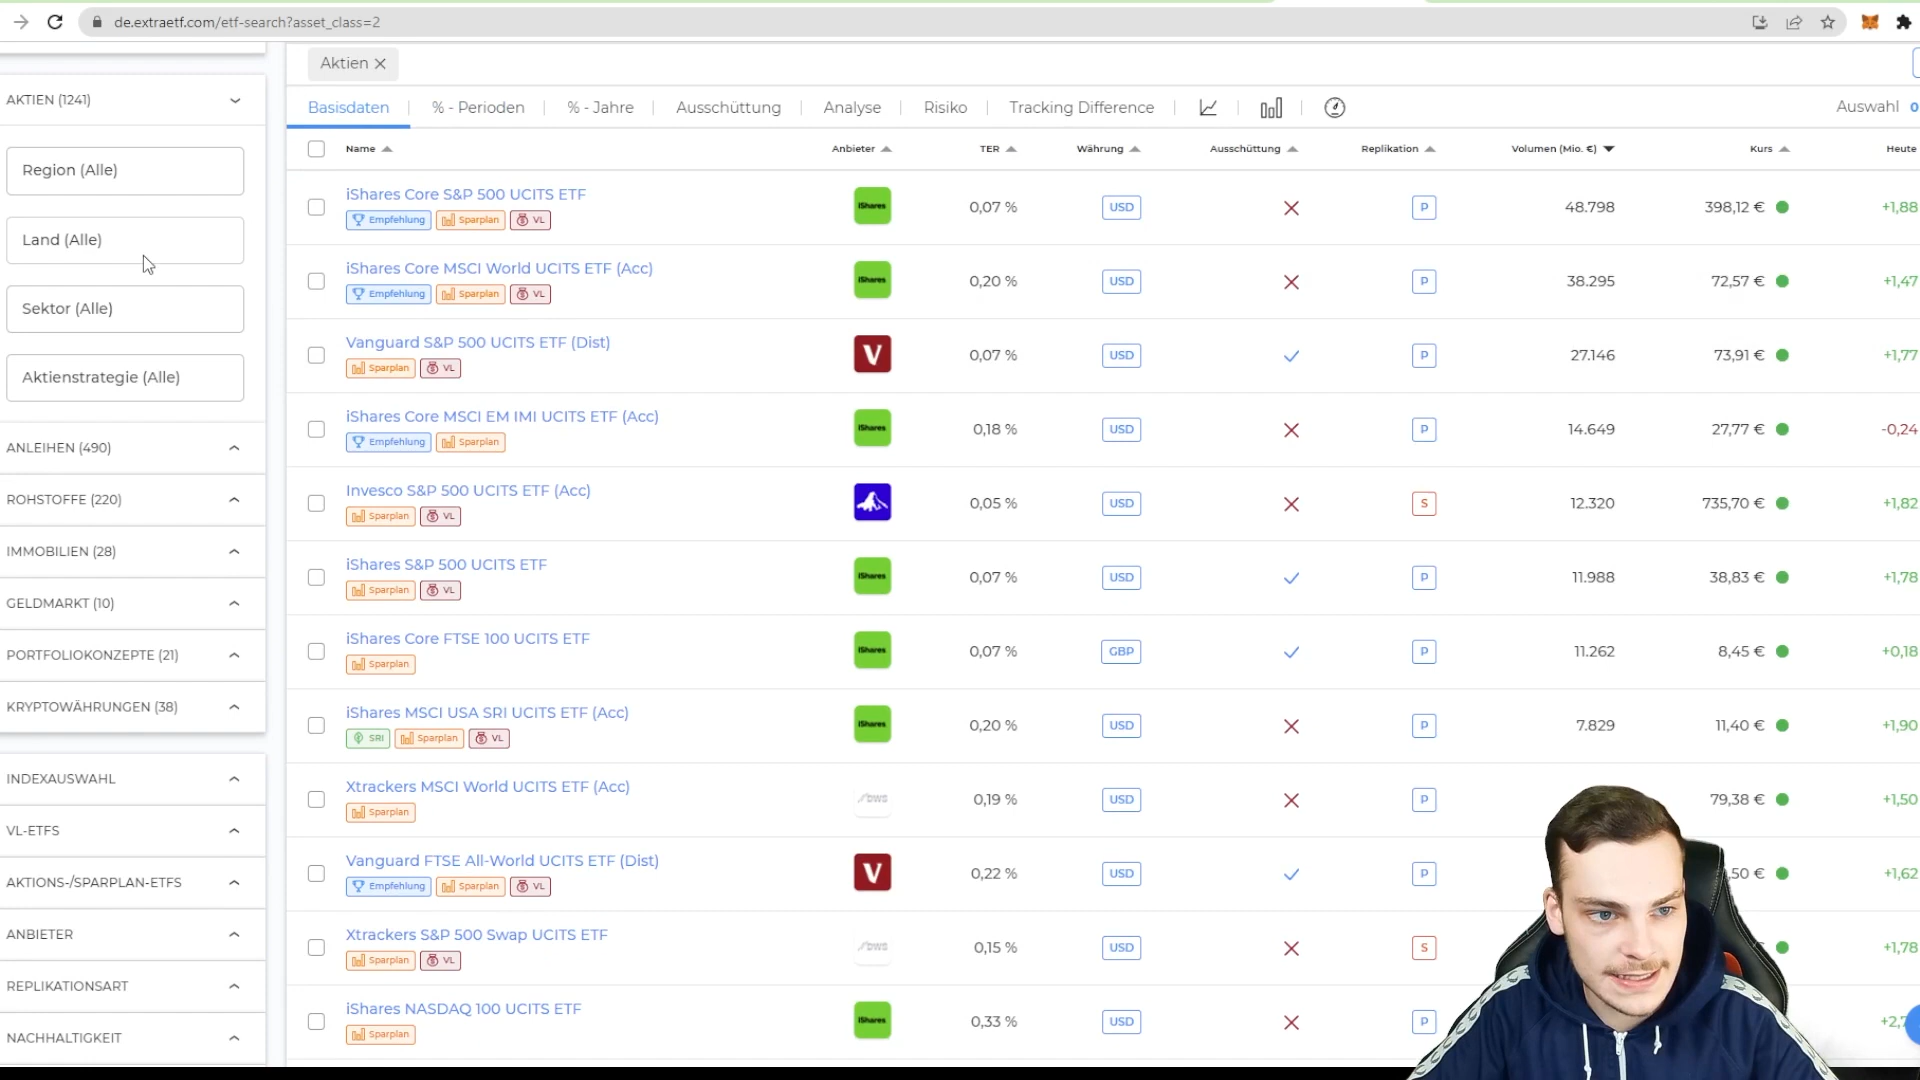 de.extraetf.com/etf-search?asset_class=2
Aktien
AKTIEN (1241)
Region (Alle)
Land (Alle)
Sektor (Alle)
Aktienstrategie (Alle)
ANLEIHEN (490)
ROHSTOFFE (220)
IMMOBILIEN (28)
GELDMARKT (10)
PORTFOLIOKONZEPTE (21)
KRYPTOWÄHRUNGEN (38)
INDEXAUSWAHL
VL-ETFS
AKTIONS-/SPARPLAN-ETFS
ANBIETER
REPLIKATIONSART
NACHHALTIGKEIT
Basisdaten % - Perioden % - Jahre Ausschüttung Analyse Risiko Tracking Difference Auswahl 0
Name Anbieter TER Währung Ausschüttung Replikation Volumen (Mio. €) Kurs Heute
iShares Core S&P 500 UCITS ETF iShares 0,07 % USD P 48.798 398,12 € +1,88
Empfehlung Sparplan VL
iShares Core MSCI World UCITS ETF (Acc) iShares 0,20 % USD P 38.295 72,57 € +1,47
Empfehlung Sparplan VL
Vanguard S&P 500 UCITS ETF (Dist) V 0,07 % USD P 27.146 73,91 € +1,77
Sparplan VL
iShares Core MSCI EM IMI UCITS ETF (Acc) iShares 0,18 % USD P 14.649 27,77 € -0,24
Empfehlung Sparplan
Invesco S&P 500 UCITS ETF (Acc) 0,05 % USD S 12.320 735,70 € +1,82
Sparplan VL
iShares S&P 500 UCITS ETF iShares 0,07 % USD P 11.988 38,83 € +1,78
Sparplan VL
iShares Core FTSE 100 UCITS ETF iShares 0,07 % GBP P 11.262 8,45 € +0,18
Sparplan
iShares MSCI USA SRI UCITS ETF (Acc) iShares 0,20 % USD P 7.829 11,40 € +1,90
SRI Sparplan VL
Xtrackers MSCI World UCITS ETF (Acc) DWS 0,19 % USD P 79,38 € +1,50
Sparplan
Vanguard FTSE All-World UCITS ETF (Dist) V 0,22 % USD P ,50 € +1,62
Empfehlung Sparplan VL
Xtrackers S&P 500 Swap UCITS ETF DWS 0,15 % USD S € +1,78
Sparplan VL
iShares NASDAQ 100 UCITS ETF iShares 0,33 % USD P +2,
Sparplan